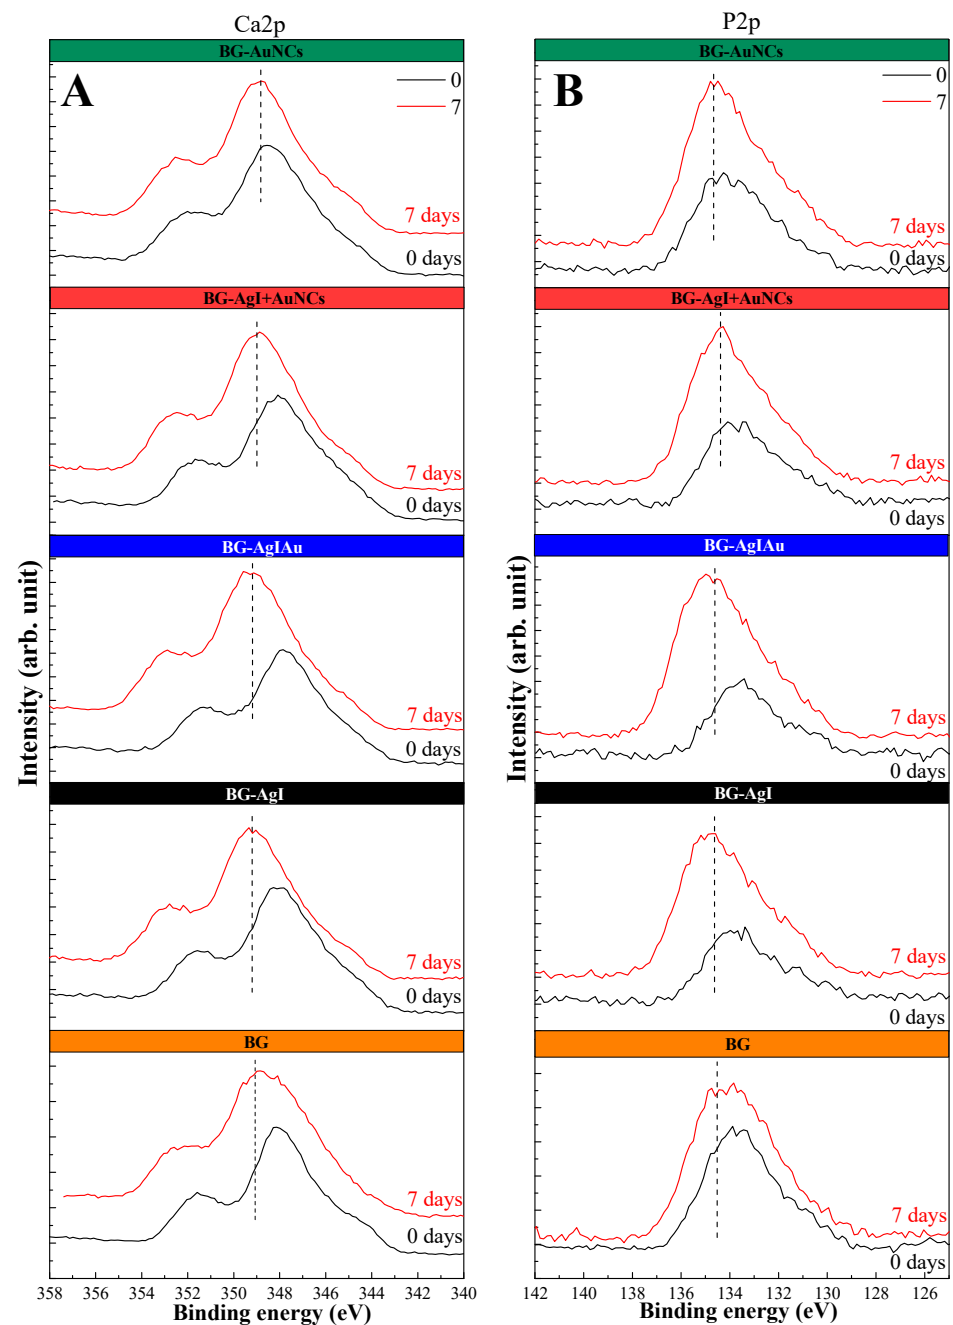 Ca2p
BG-AuNCs
A
0
7
7 days
0 days
BG-AgI+AuNCs
7 days
0 days
BG-AgIAu
7 days
0 days
BG-AgI
7 days
0 days
BG
7 days
0 days
358 356 354 352 350 348 346 344 342 340
Binding energy (eV)
Intensity (arb. unit)
P2p
BG-AuNCs
B
0
7
7 days
0 days
BG-AgI+AuNCs
7 days
0 days
BG-AgIAu
7 days
0 days
BG-AgI
7 days
0 days
BG
7 days
0 days
142 140 138 136 134 132 130 128 126
Binding energy (eV)
Intensity (arb. unit)